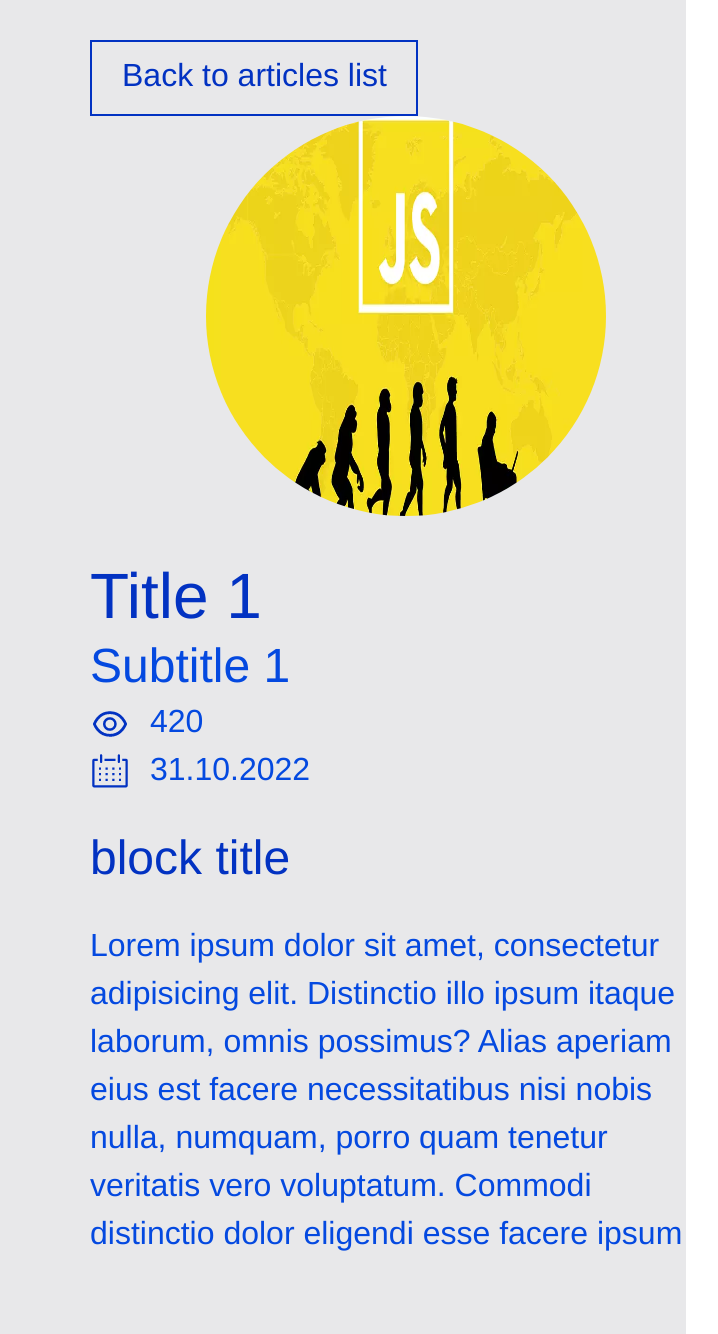 Back to articles list
JS
Title 1
Subtitle 1
420
31.10.2022
block title
Lorem ipsum dolor sit amet, consectetur
adipisicing elit. Distinctio illo ipsum itaque
laborum, omnis possimus? Alias aperiam
eius est facere necessitatibus nisi nobis
nulla, numquam, porro quam tenetur
veritatis vero voluptatum. Commodi
distinctio dolor eligendi esse facere ipsum